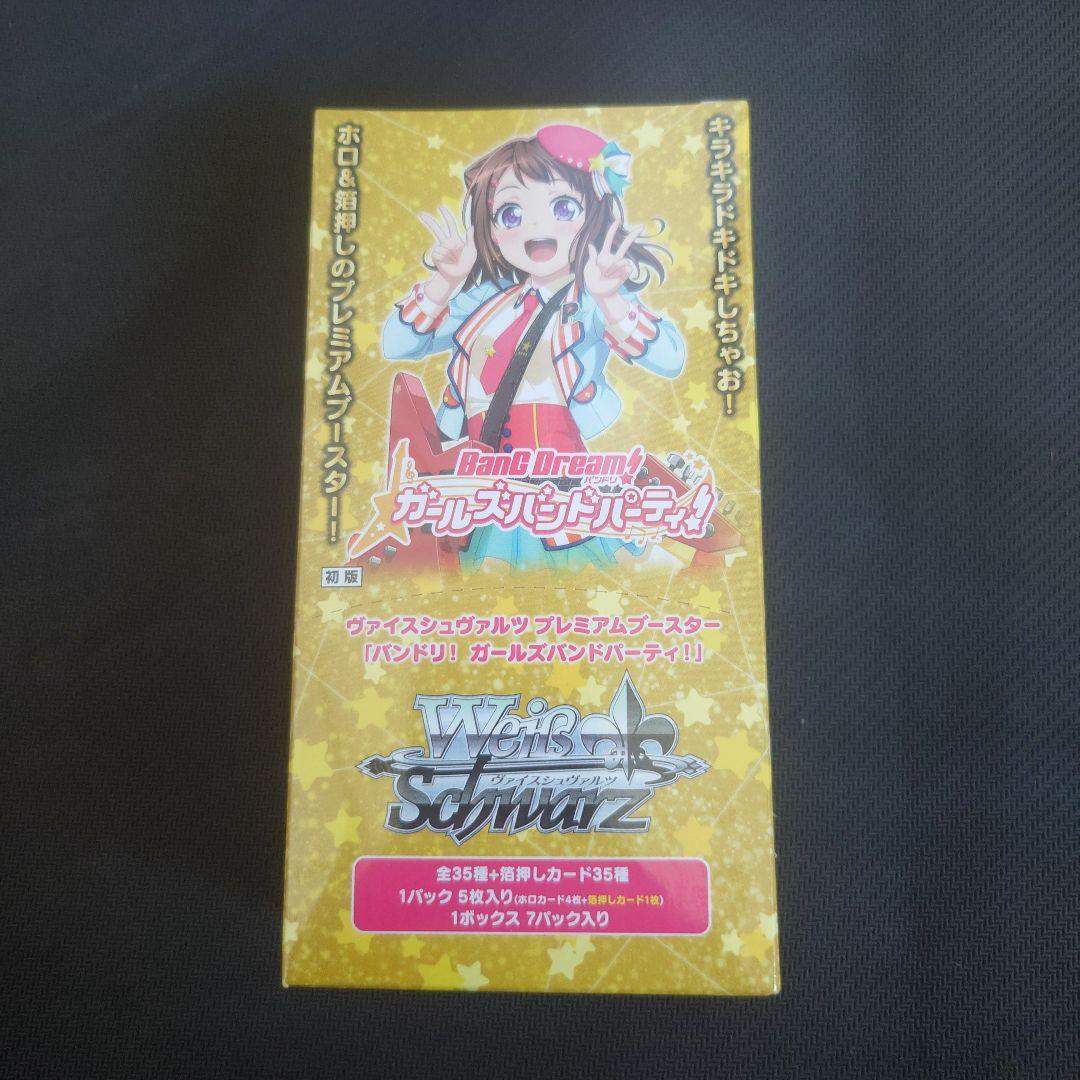 キラキラドキドキしちゃお!
ホロ&箔押しのプレミアムブースター!
BanG Dream!
バンドリ
ガールズバンドパーティ!
初版
ヴァイスシュヴァルツ プレミアムブースター
「バンドリ! ガールズバンドパーティ!」
Weiß
ヴァイスシュヴァルツ
Schwarz
全35種+箔押しカード35種
1パック 5枚入り(ホロカード4枚+箔押しカード1枚)
1ボックス 7パック入り